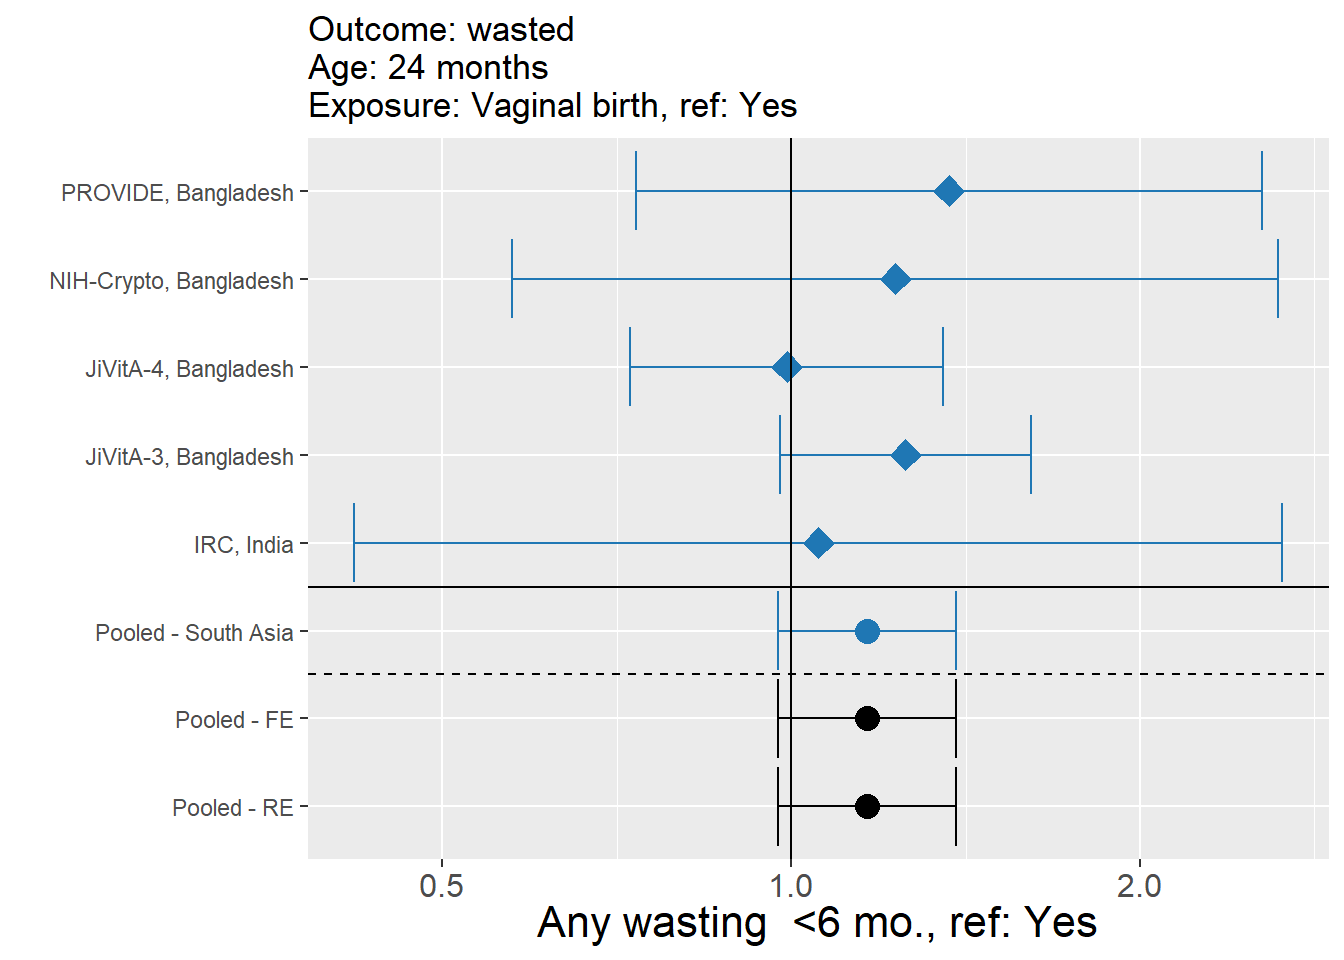 Outcome: wasted
Age: 24 months
Exposure: Vaginal birth, ref: Yes
PROVIDE, Bangladesh
NIH-Crypto, Bangladesh
JiVitA-4, Bangladesh
JiVitA-3, Bangladesh
IRC, India
Pooled - South Asia
Pooled - FE
Pooled - RE
0.5 1.0 2.0
Any wasting  <6 mo., ref: Yes